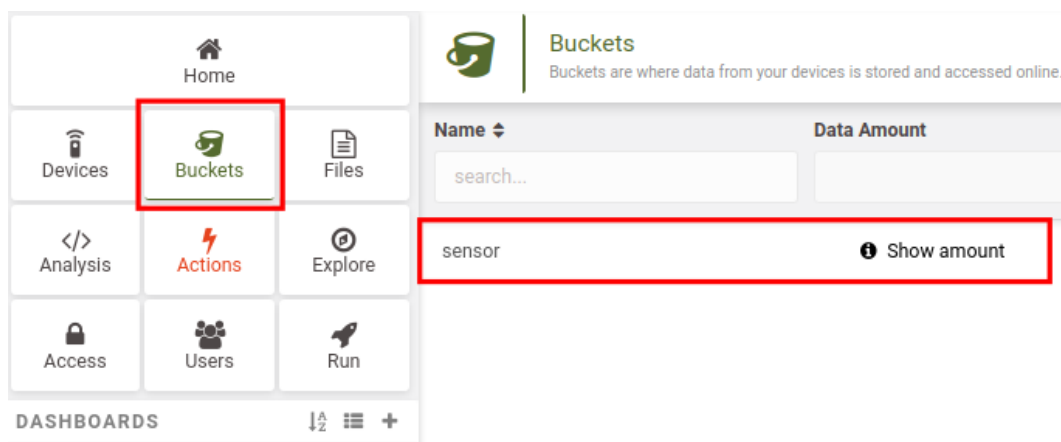 Home
Devices
Buckets
Files
</> Analysis
Actions
Explore
Access
Users
Run
DASHBOARDS
Buckets
Buckets are where data from your devices is stored and accessed online.
Name
Data Amount
search...
sensor
Show amount